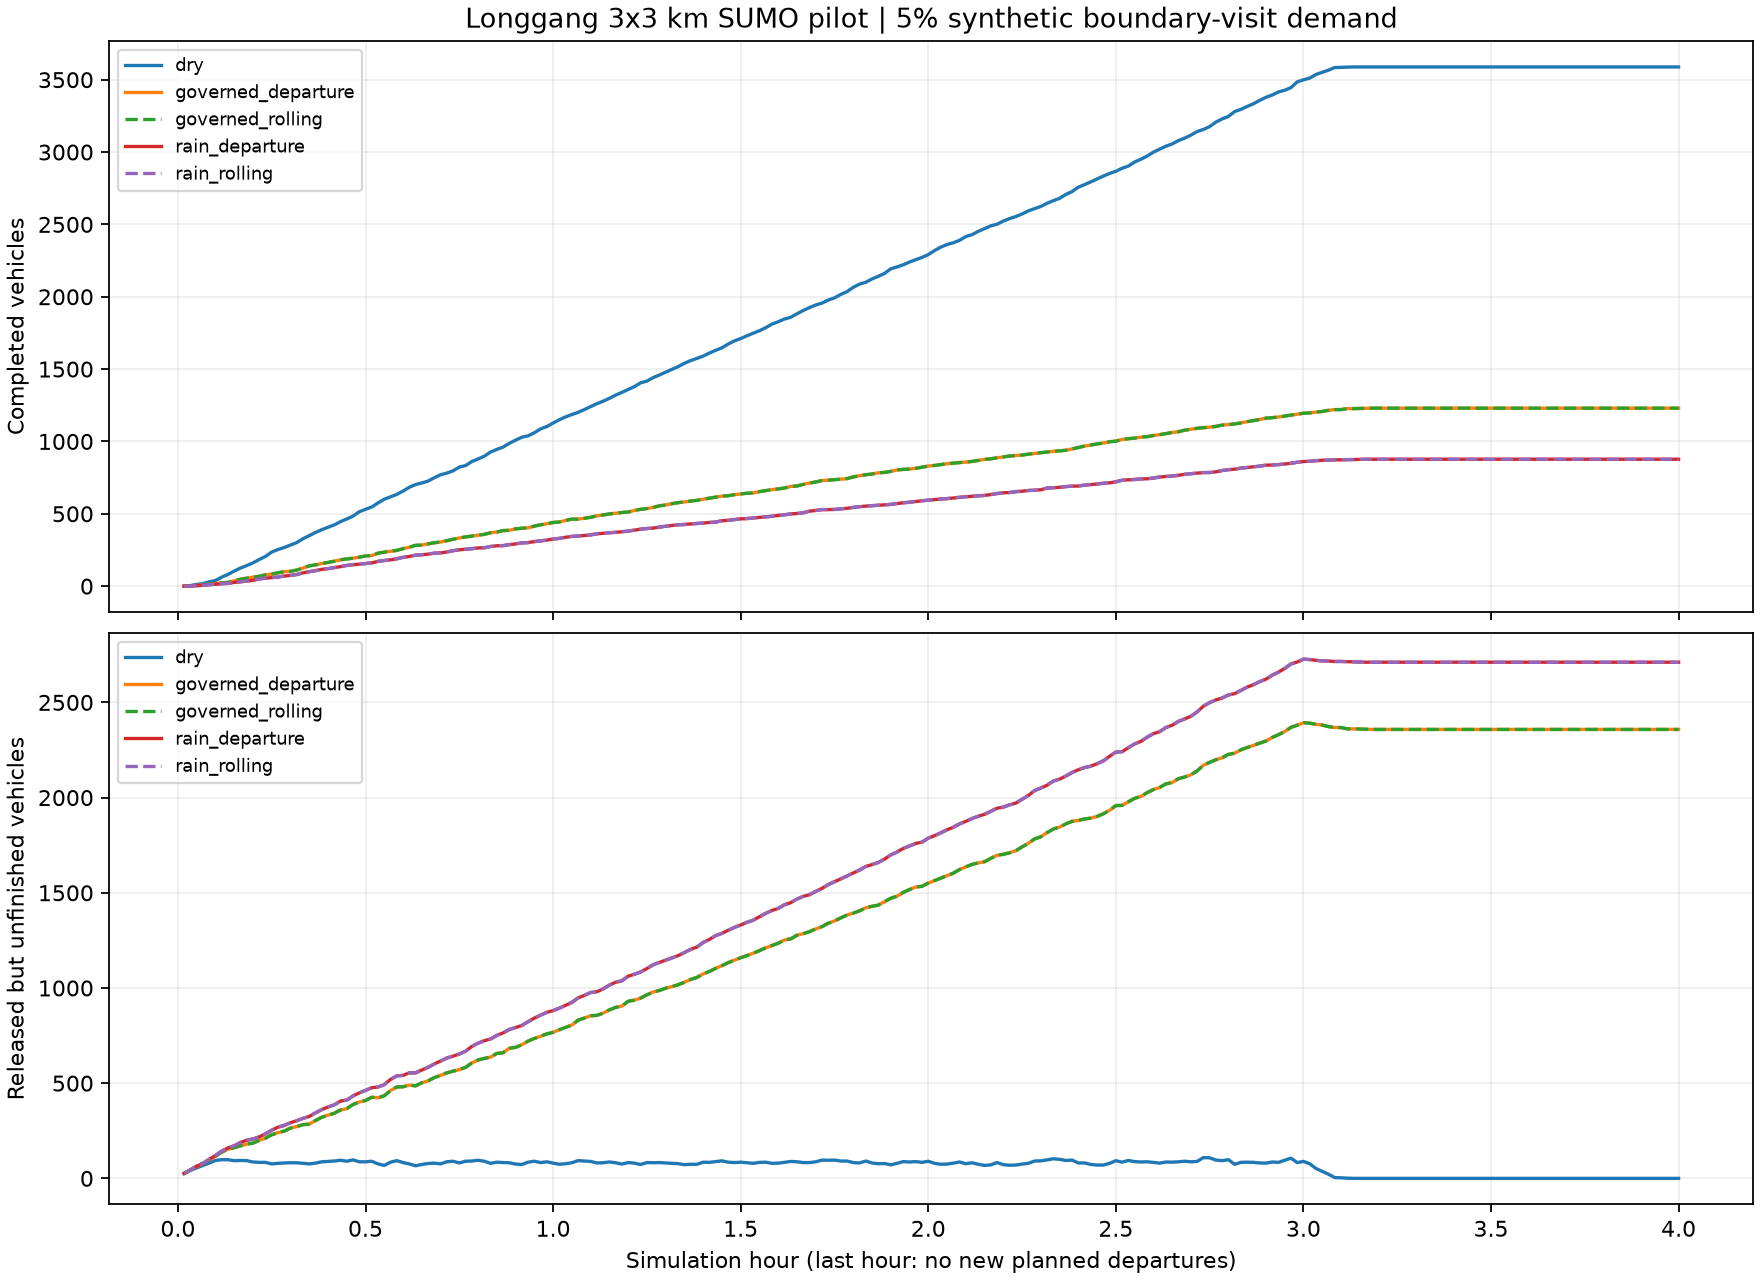 Longgang 3x3 km SUMO pilot | 5% synthetic boundary-visit demand
Completed vehicles
3500
3000
2500
2000
1500
1000
500
0
dry
governed_departure
governed_rolling
rain_departure
rain_rolling
Released but unfinished vehicles
2500
2000
1500
1000
500
0
dry
governed_departure
governed_rolling
rain_departure
rain_rolling
0.0 0.5 1.0 1.5 2.0 2.5 3.0 3.5 4.0
Simulation hour (last hour: no new planned departures)